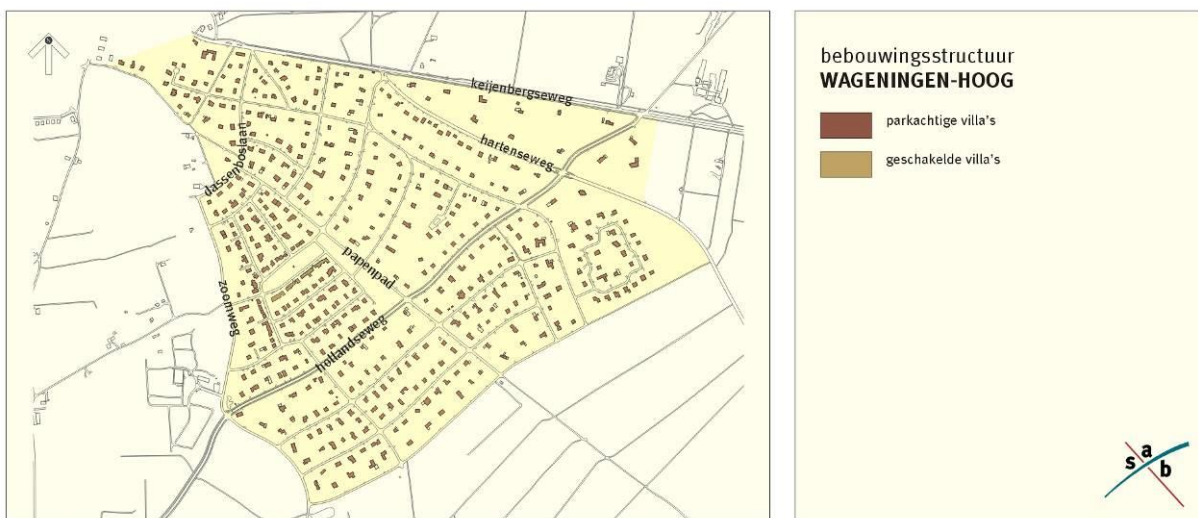 keijenbergseweg
hartenseweg
dassenboslaan
papenpad
zoomweg
hollandseweg
bebouwingsstructuur
WAGENINGEN-HOOG
parkachtige villa's
geschakelde villa's
s a b